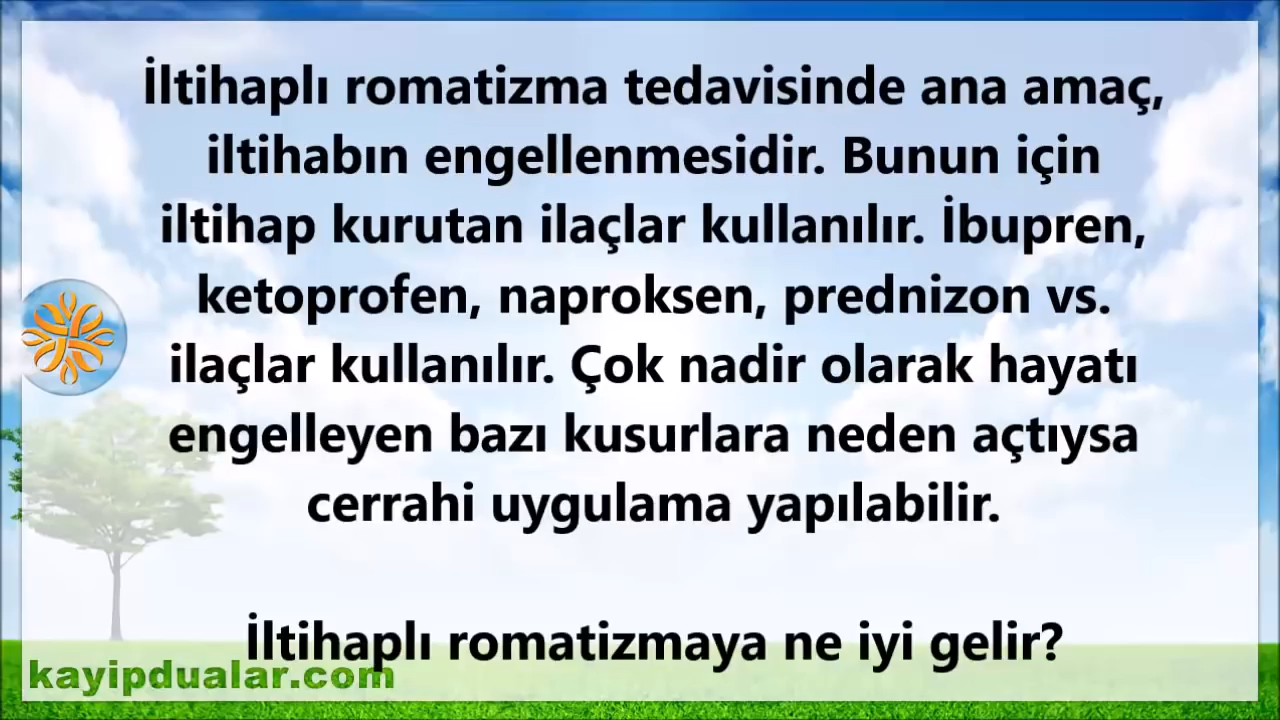 İltihaplı romatizma tedavisinde ana amaç,
iltihabın engellenmesidir. Bunun için
iltihap kurutan ilaçlar kullanılır. İbupren,
ketoprofen, naproksen, prednizon vs.
ilaçlar kullanılır. Çok nadir olarak hayatı
engelleyen bazı kusurlara neden açtıysa
cerrahi uygulama yapılabilir.
İltihaplı romatizmaya ne iyi gelir?
kayipdualar.com